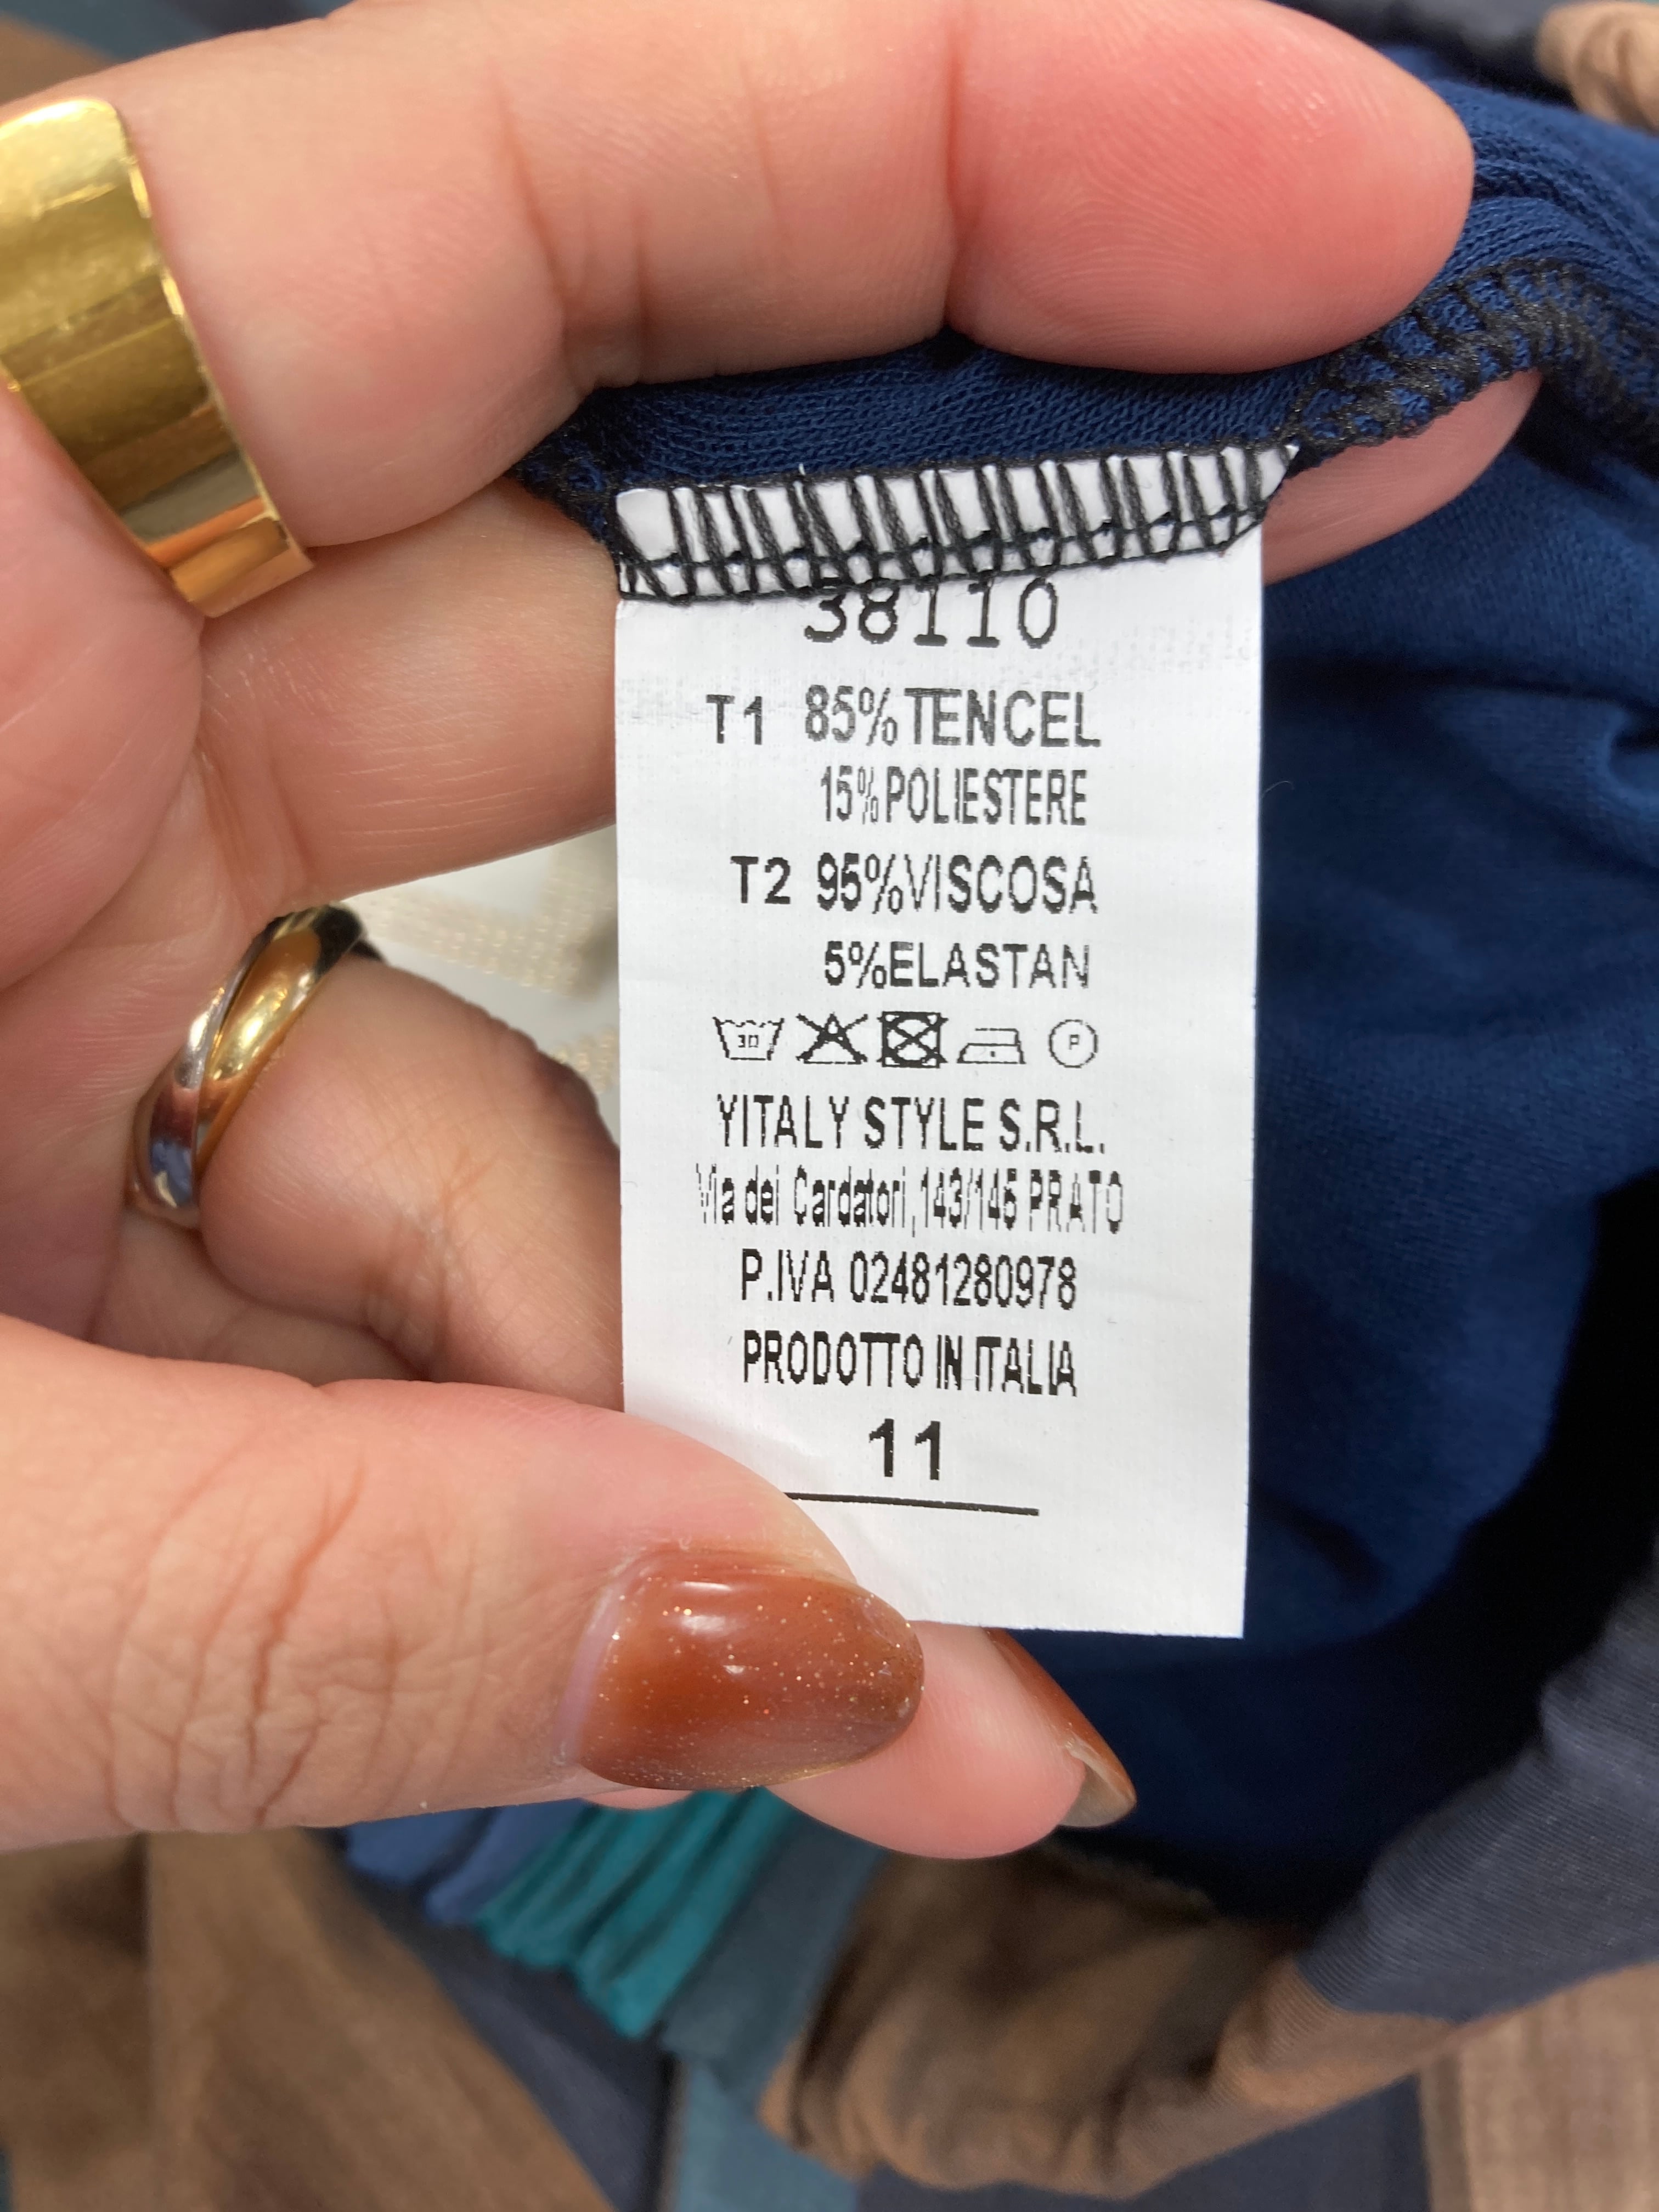 38110
T1 85%TENCEL
15%POLIESTERE
T2 95%VISCOSA
5%ELASTAN
30 P
YITALY STYLE S.R.L.
Via dei Cardatori,143/145 PRATO
P.IVA 02481280978
PRODOTTO IN ITALIA
11